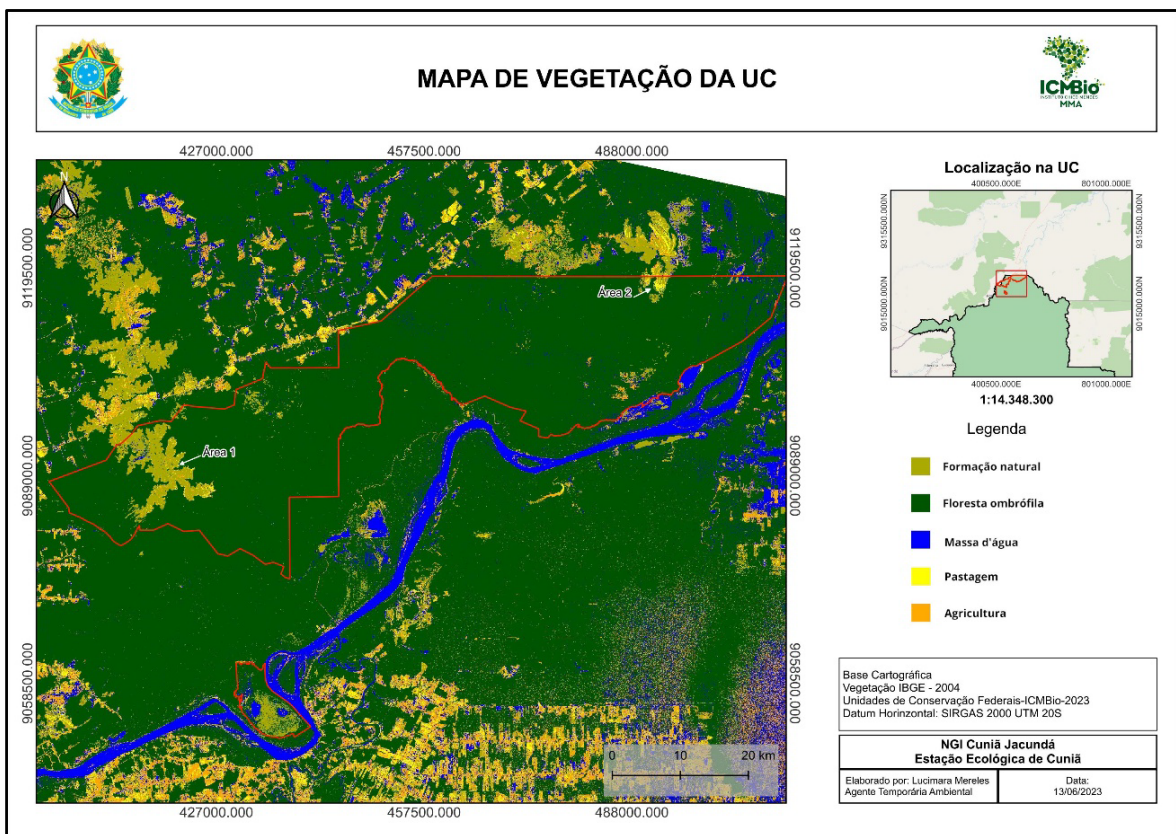 MAPA DE VEGETAÇÃO DA UC
ICMBio
INSTITUTO CHICO MENDES
MMA
427000.000 457500.000 488000.000
N
9119500.000
9119500.000
Área 2
Área 1
9089000.000
9089000.000
9058500.000
9058500.000
0 10 20 km
427000.000 457500.000 488000.000
Localização na UC
400500.000E 801000.000E
9315500.000N
9315500.000N
9015000.000N
9015000.000N
400500.000E 801000.000E
1:14.348.300
Legenda
Formação natural
Floresta ombrófila
Massa d'água
Pastagem
Agricultura
Base Cartográfica
Vegetação IBGE - 2004
Unidades de Conservação Federais-ICMBio-2023
Datum Horinzontal: SIRGAS 2000 UTM 20S
NGI Cuniã Jacundá
Estação Ecológica de Cuniã
Elaborado por: Lucimara Mereles
Agente Temporária Ambiental
Data:
13/06/2023